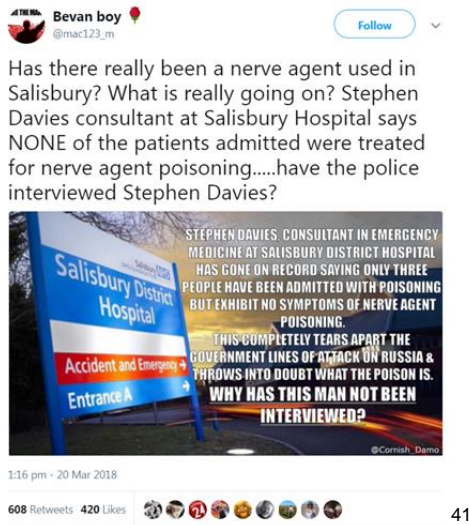 Bevan boy
@mac123_m
Follow
Has there really been a nerve agent used in
Salisbury? What is really going on? Stephen
Davies consultant at Salisbury Hospital says
NONE of the patients admitted were treated
for nerve agent poisoning.....have the police
interviewed Stephen Davies?
Salisbury District
Hospital
Accident and Emergency
Entrance A
STEPHEN DAVIES, CONSULTANT IN EMERGENCY
MEDICINE AT SALISBURY DISTRICT HOSPITAL
HAS GONE ON RECORD SAYING ONLY THREE
PEOPLE HAVE BEEN ADMITTED WITH POISONING
BUT EXHIBIT NO SYMPTOMS OF NERVE AGENT
POISONING.
THIS COMPLETELY TEARS APART THE
GOVERNMENT LINES OF ATTACK ON RUSSIA &
THROWS INTO DOUBT WHAT THE POISON IS.
WHY HAS THIS MAN NOT BEEN
INTERVIEWED?
@Cornish_Damo
1:16 pm - 20 Mar 2018
608 Retweets 420 Likes
41